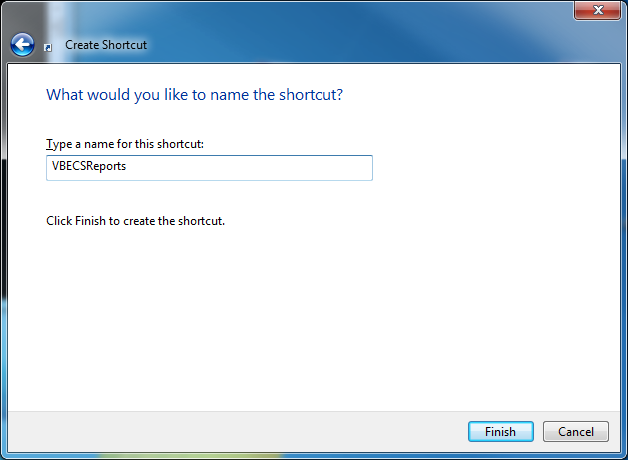 Create Shortcut
What would you like to name the shortcut?
Type a name for this shortcut:
VBECSReports
Click Finish to create the shortcut.
Finish
Cancel